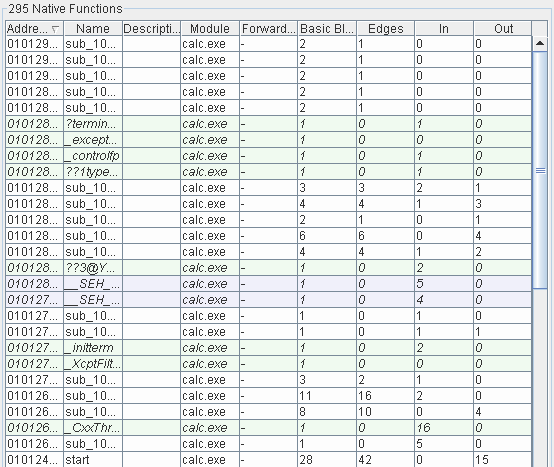 295 Native Functions
Addre... Name Descripti... Module Forward... Basic Bl... Edges In Out
010129... sub_10... calc.exe - 2 1 0 0
010129... sub_10... calc.exe - 2 1 0 0
010129... sub_10... calc.exe - 2 1 0 0
010128... sub_10... calc.exe - 2 1 0 0
010128... sub_10... calc.exe - 2 1 0 0
010128... ?termin... calc.exe - 1 0 1 0
010128... _except... calc.exe - 1 0 0 0
010128... _controlfp calc.exe - 1 0 1 0
010128... ??1type... calc.exe - 1 0 1 0
010128... sub_10... calc.exe - 3 3 2 1
010128... sub_10... calc.exe - 4 4 1 3
010128... sub_10... calc.exe - 2 1 0 1
010128... sub_10... calc.exe - 6 6 0 4
010128... sub_10... calc.exe - 4 4 1 2
010128... ??3@Y... calc.exe - 1 0 2 0
010128... __SEH_... calc.exe - 1 0 5 0
010127... __SEH_... calc.exe - 1 0 4 0
010127... sub_10... calc.exe - 1 0 1 0
010127... sub_10... calc.exe - 1 0 1 1
010127... _initterm calc.exe - 1 0 2 0
010127... _XcptFilt... calc.exe - 1 0 0 0
010127... sub_10... calc.exe - 3 2 1 0
010126... sub_10... calc.exe - 11 16 2 0
010126... sub_10... calc.exe - 8 10 0 4
010126... _CxxThr... calc.exe - 1 0 16 0
010126... sub_10... calc.exe - 1 0 5 0
010124... start calc.exe - 28 42 0 15